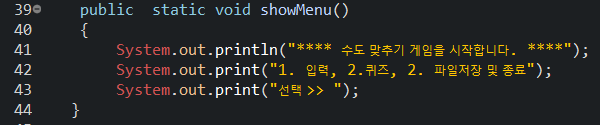 39 public static void showMenu()
40 {
41 System.out.println("**** 수도 맞추기 게임을 시작합니다. ****");
42 System.out.print("1. 입력, 2.퀴즈, 2. 파일저장 및 종료");
43 System.out.print("선택 >> ");
44 }